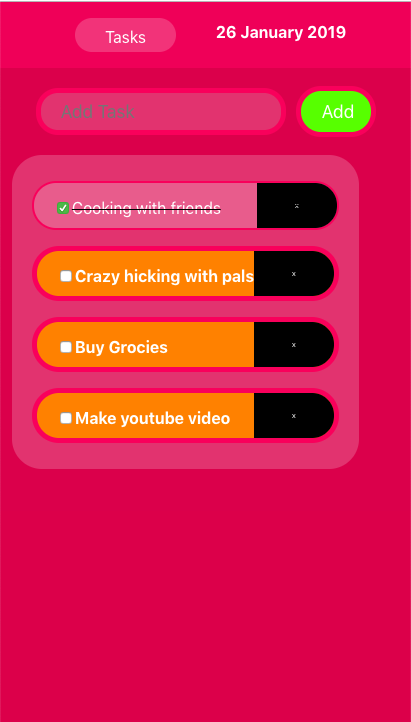 Tasks
26 January 2019
Add Task
Add
Cooking with friends
x
Crazy hicking with pals
x
Buy Grocies
x
Make youtube video
x